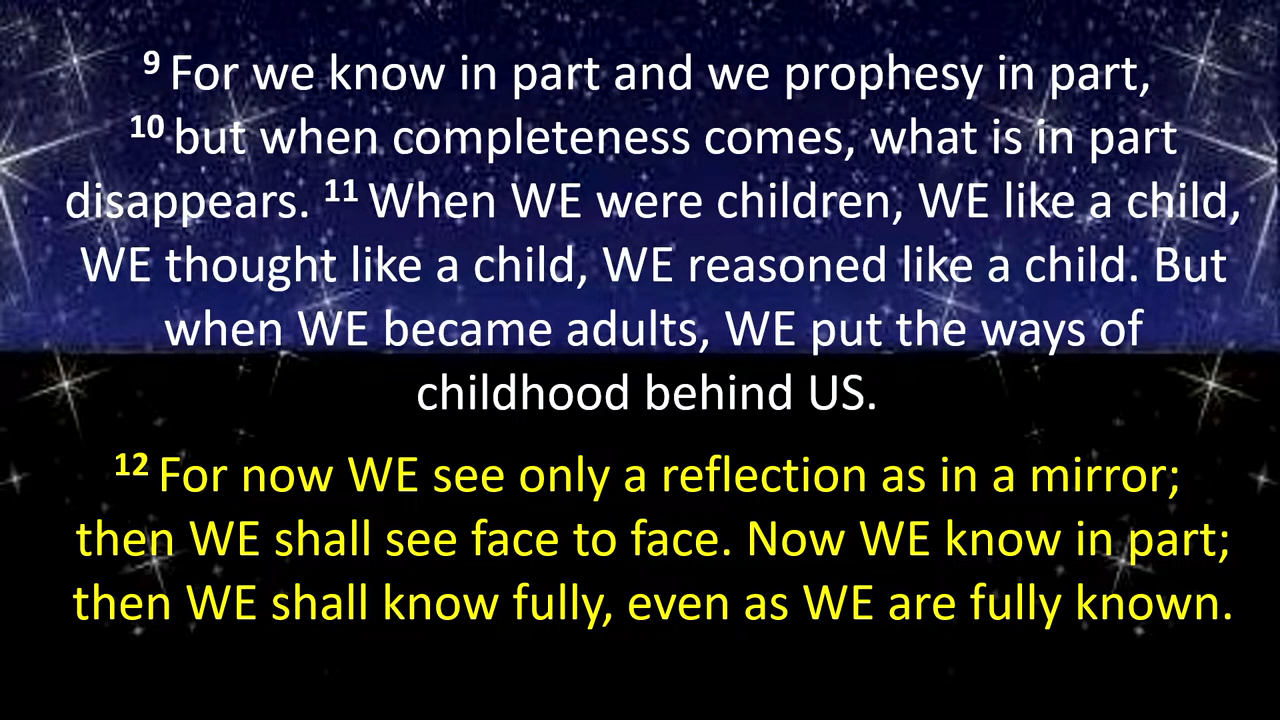 9 For we know in part and we prophesy in part,
10 but when completeness comes, what is in part
disappears. 11 When WE were children, WE like a child,
WE thought like a child, WE reasoned like a child. But
when WE became adults, WE put the ways of
childhood behind US.
12 For now WE see only a reflection as in a mirror;
then WE shall see face to face. Now WE know in part;
then WE shall know fully, even as WE are fully known.